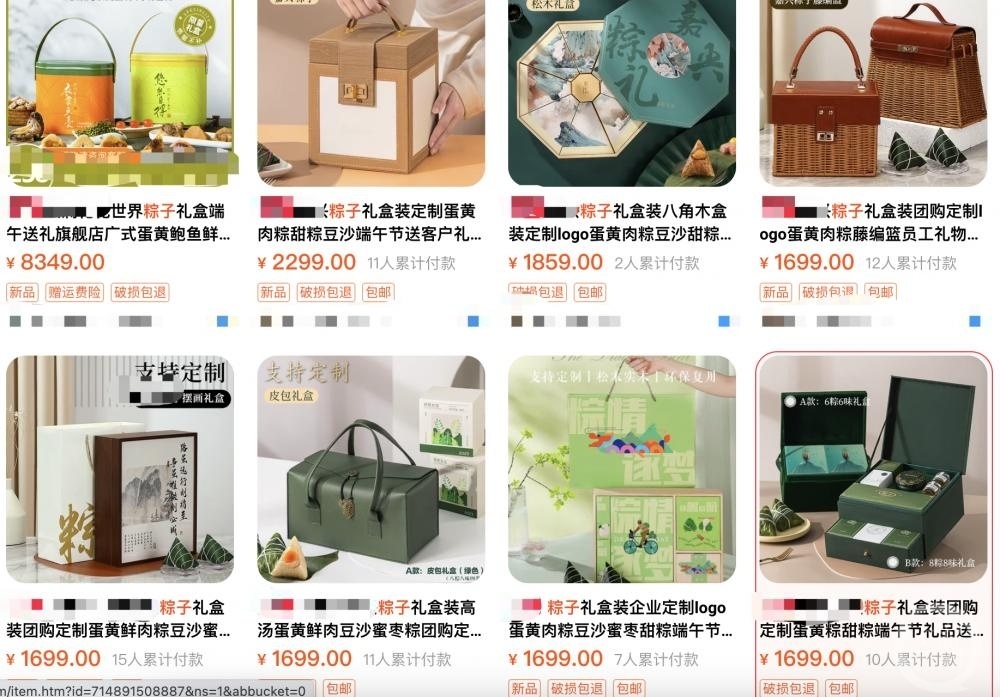 限量
礼盒
悠然自得
嘉兴粽子
松木礼盒
嘉兴
粽礼
嘉兴粽子藤编篮
世界粽子礼盒端
午送礼旗舰店广式蛋黄鲍鱼鲜...
¥ 8349.00
新品 赠运费险 破损包退
粽子礼盒装定制蛋黄
肉粽甜粽豆沙端午节送客户礼...
¥ 2299.00 11人累计付款
新品 破损包退 包邮
粽子礼盒装八角木盒
装定制logo蛋黄肉粽豆沙甜粽...
¥ 1859.00 2人累计付款
破损包退 包邮
粽子礼盒装团购定制l
ogo蛋黄肉粽藤编篮员工礼物...
¥ 1699.00 12人累计付款
新品 破损包退 包邮
支持定制
摆画礼盒
粽
支持定制
皮包礼盒
A款：皮包礼盒（绿色）
支持定制丨松木实木丨环保复用
粽情
A款：6粽6味礼盒
B款：8粽8味礼盒
粽子礼盒
装团购定制蛋黄鲜肉粽豆沙蜜...
¥ 1699.00 15人累计付款
粽子礼盒装高
汤蛋黄鲜肉豆沙蜜枣粽团购定...
¥ 1699.00 11人累计付款
包邮
粽子礼盒装企业定制logo
蛋黄肉粽豆沙蜜枣甜粽端午节...
¥ 1699.00 7人累计付款
新品 破损包退 包邮
粽子礼盒装团购
定制蛋黄粽甜粽端午节礼品送...
¥ 1699.00 10人累计付款
破损包退 包邮
m/item.htm?id=714891508887&ns=1&abbucket=0